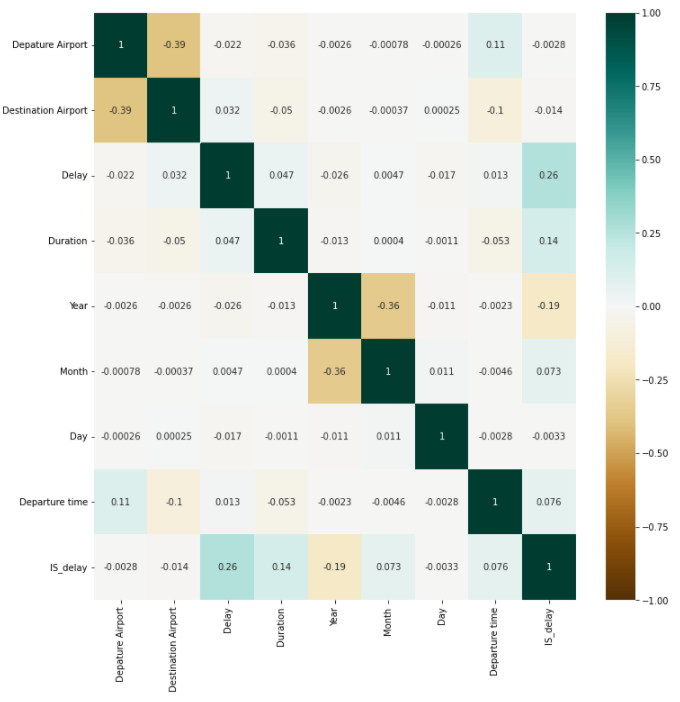 1.00
Depature Airport - 1 -0.39 -0.022 -0.036 -0.0026 -0.00078 -0.00026 0.11 -0.0028
0.75
Destination Airport - -0.39 1 0.032 -0.05 -0.0026 -0.00037 0.00025 -0.1 -0.014
0.50
Delay - -0.022 0.032 1 0.047 -0.026 0.0047 -0.017 0.013 0.26
0.25
Duration - -0.036 -0.05 0.047 1 -0.013 0.0004 -0.0011 -0.053 0.14
Year - -0.0026 -0.0026 -0.026 -0.013 1 -0.36 -0.011 -0.0023 -0.19
0.00
Month - -0.00078 -0.00037 0.0047 0.0004 -0.36 1 0.011 -0.0046 0.073
−0.25
Day - -0.00026 0.00025 -0.017 -0.0011 -0.011 0.011 1 -0.0028 -0.0033
−0.50
Departure time - 0.11 -0.1 0.013 -0.053 -0.0023 -0.0046 -0.0028 1 0.076
−0.75
IS_delay - -0.0028 -0.014 0.26 0.14 -0.19 0.073 -0.0033 0.076 1
−1.00
Depature Airport
Destination Airport
Delay
Duration
Year
Month
Day
Departure time
IS_delay